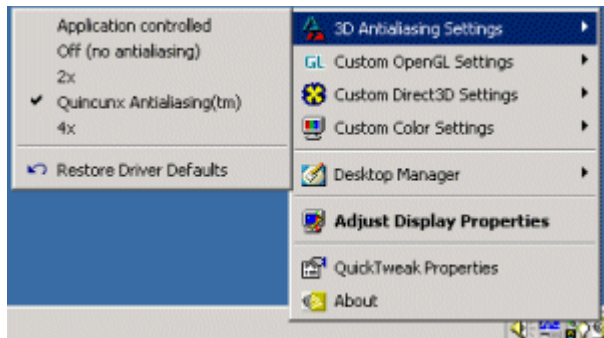 Application controlled
Off (no antialiasing)
2x
Quincunx Antialiasing(tm)
4x
Restore Driver Defaults
3D Antialiasing Settings
GL Custom OpenGL Settings
Custom Direct3D Settings
Custom Color Settings
Desktop Manager
Adjust Display Properties
QuickTweak Properties
About